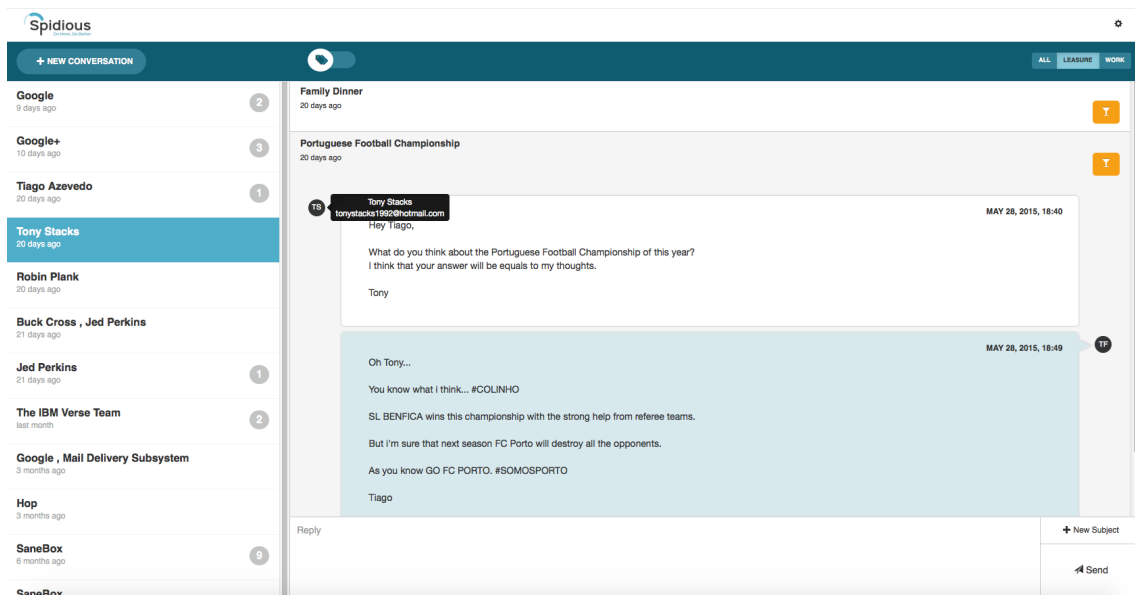 Spidious
+ NEW CONVERSATION
ALL LEASURE WORK
Google
9 days ago
2
Google+
10 days ago
3
Tiago Azevedo
20 days ago
1
Tony Stacks
20 days ago
Robin Plank
20 days ago
Buck Cross , Jed Perkins
21 days ago
Jed Perkins
21 days ago
1
The IBM Verse Team
last month
2
Google , Mail Delivery Subsystem
3 months ago
Hop
3 months ago
SaneBox
6 months ago
9
SaneBox
Family Dinner
20 days ago
Portuguese Football Championship
20 days ago
TS
Tony Stacks
tonystacks1992@hotmail.com
MAY 28, 2015, 18:40
Hey Tiago,
What do you think about the Portuguese Football Championship of this year?
I think that your answer will be equals to my thoughts.
Tony
MAY 28, 2015, 18:49
TF
Oh Tony...
You know what i think... #COLINHO
SL BENFICA wins this championship with the strong help from referee teams.
But i'm sure that next season FC Porto will destroy all the opponents.
As you know GO FC PORTO. #SOMOSPORTO
Tiago
Reply
+ New Subject
Send